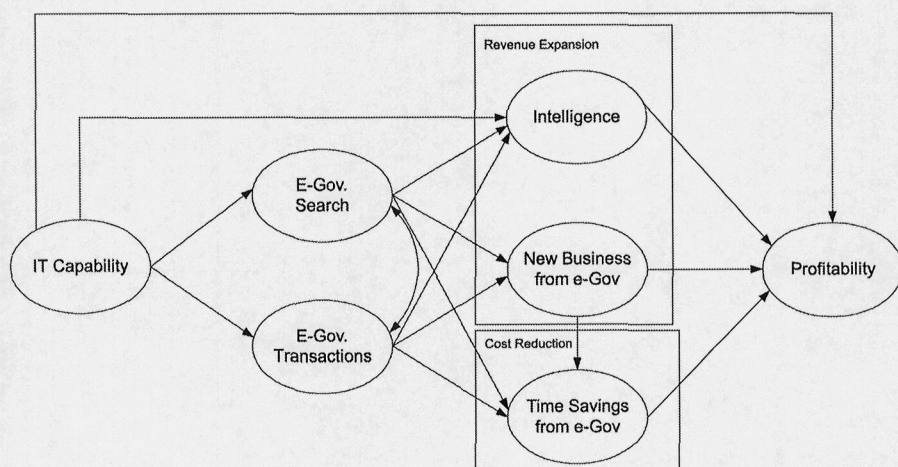 Revenue Expansion
Intelligence
E-Gov.
Search
IT Capability
New Business
from e-Gov
Profitability
E-Gov.
Transactions
Cost Reduction
Time Savings
from e-Gov